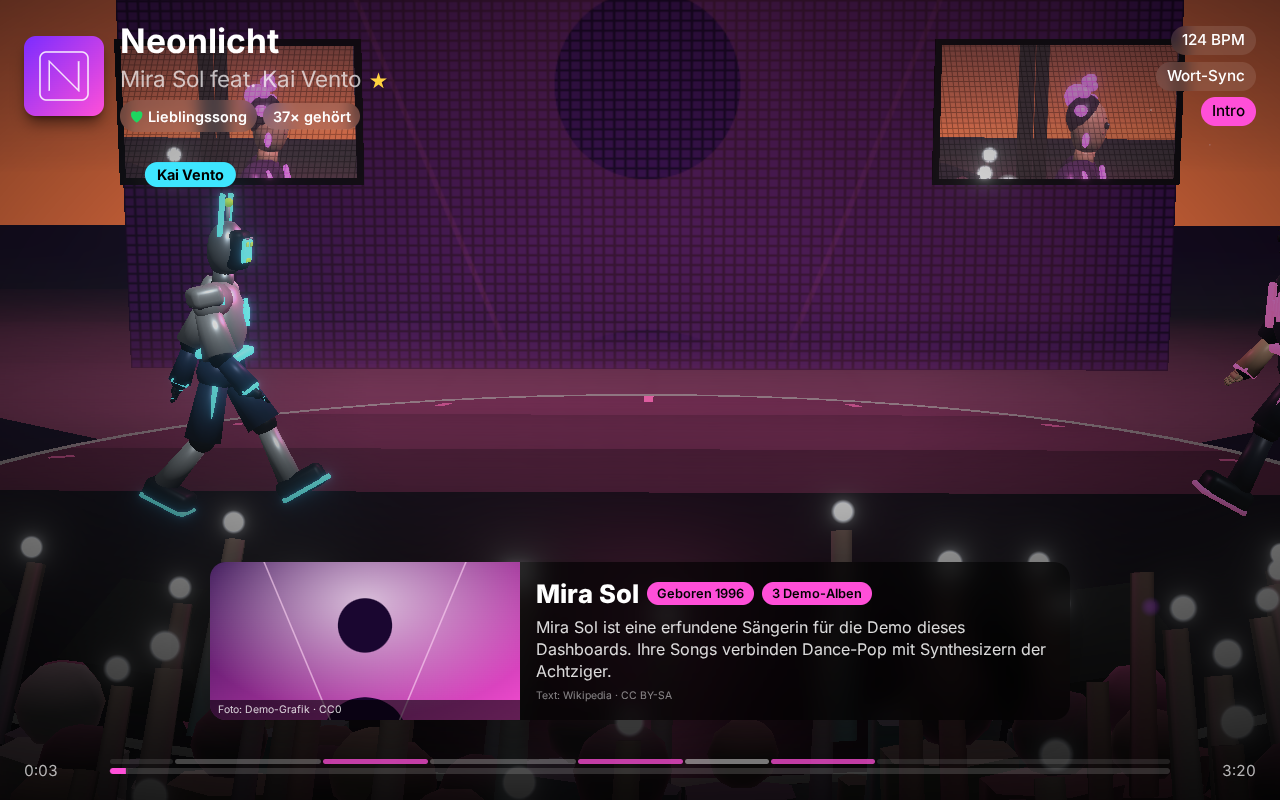 Neonlicht
Mira Sol feat. Kai Vento ⭐
Lieblingssong
37× gehört
124 BPM
Wort-Sync
Intro
Kai Vento
Mira Sol
Geboren 1996
3 Demo-Alben
Mira Sol ist eine erfundene Sängerin für die Demo dieses
Dashboards. Ihre Songs verbinden Dance-Pop mit Synthesizern der
Achtziger.
Text: Wikipedia · CC BY-SA
Foto: Demo-Grafik · CC0
0:03
3:20